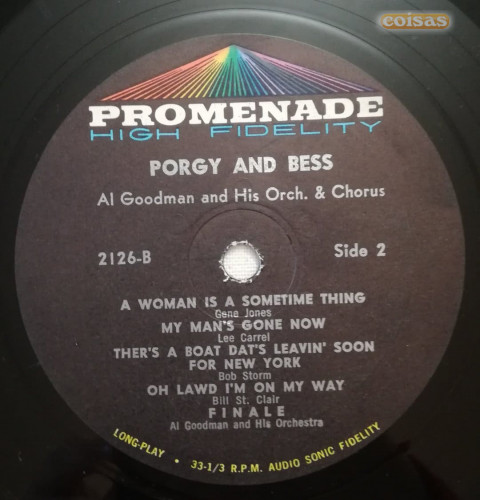 coisas
PROMENADE
HIGH FIDELITY
PORGY AND BESS
Al Goodman and His Orch. & Chorus
2126-B
Side 2
A WOMAN IS A SOMETIME THING
Gene Jones
MY MAN'S GONE NOW
Lee Carrel
THER'S A BOAT DAT'S LEAVIN' SOON
FOR NEW YORK
Bob Storm
OH LAWD I'M ON MY WAY
Bill St. Clair
FINALE
Al Goodman and His Orchestra
LONG-PLAY • 33-1/3 R.P.M. AUDIO SONIC FIDELITY